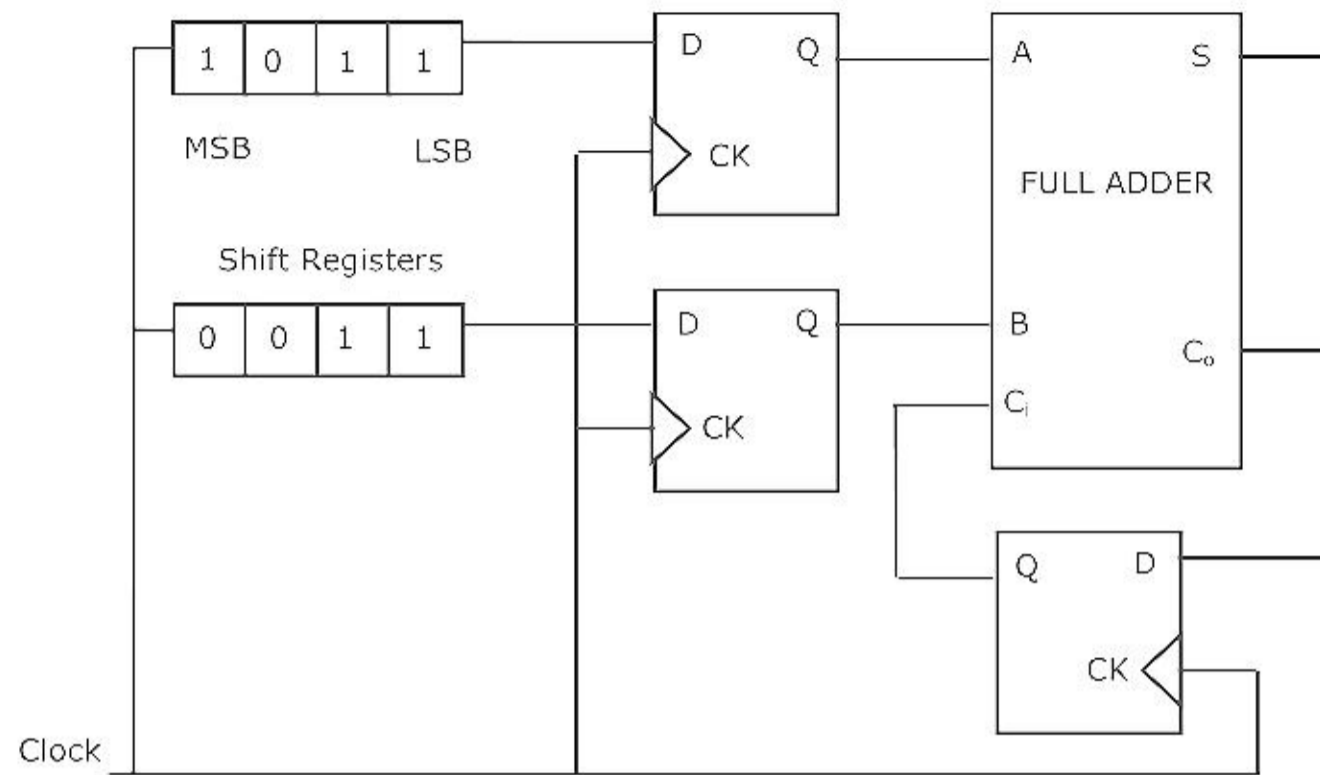 1 0 1 1
MSB LSB
Shift Registers
0 0 1 1
D Q
CK
D Q
CK
A S
FULL ADDER
B
Cₒ
Cᵢ
Q D
CK
Clock